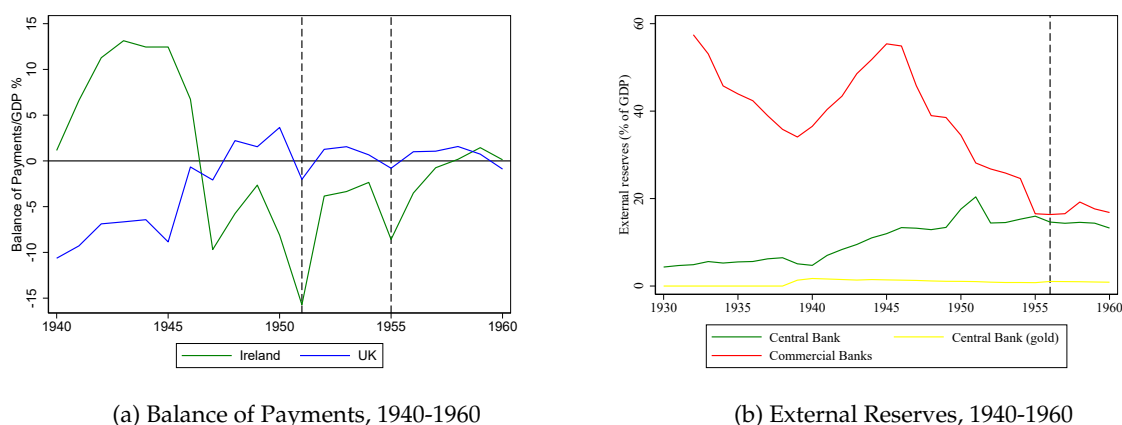 Balance of Payments/GDP %
15
10
5
0
-5
-10
-15
1940
1945
1950
1955
1960
Ireland
UK
(a) Balance of Payments, 1940-1960
External reserves (% of GDP)
60
40
20
0
1930
1935
1940
1945
1950
1955
1960
Central Bank
Central Bank (gold)
Commercial Banks
(b) External Reserves, 1940-1960